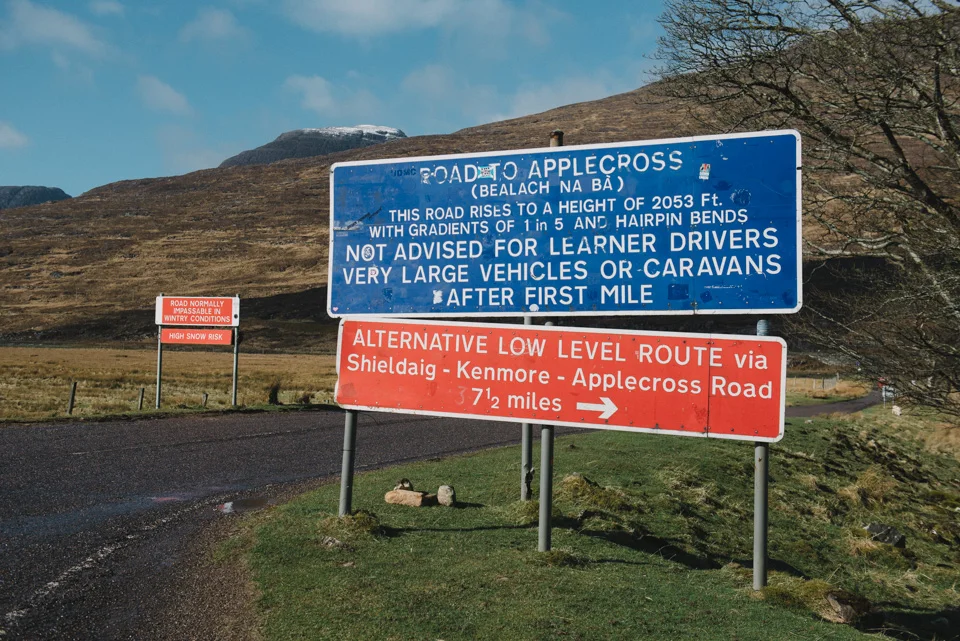 ROAD NORMALLY
IMPASSABLE IN
WINTRY CONDITIONS
HIGH SNOW RISK
ROAD TO APPLECROSS
(BEALACH NA BÀ)
THIS ROAD RISES TO A HEIGHT OF 2053 Ft.
WITH GRADIENTS OF 1 in 5 AND HAIRPIN BENDS
NOT ADVISED FOR LEARNER DRIVERS
VERY LARGE VEHICLES OR CARAVANS
AFTER FIRST MILE
ALTERNATIVE LOW LEVEL ROUTE via
Shieldaig - Kenmore - Applecross Road
7½ miles